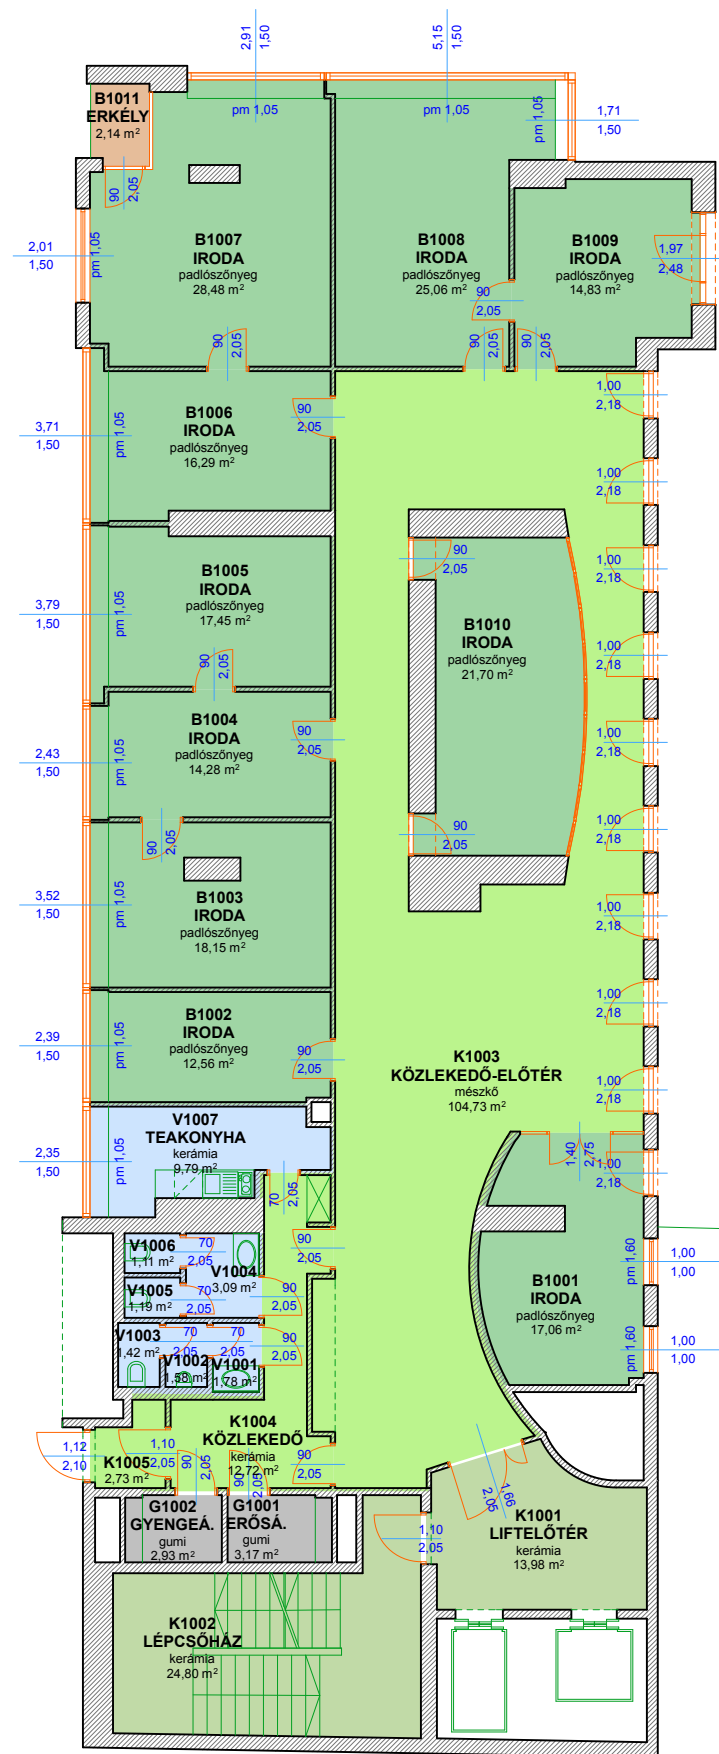 2,91
1,50
5,15
1,50
B1011
ERKÉLY
2,14 m²
pm 1,05
pm 1,05
pm 1,05
1,71
1,50
90
2,05
2,01
1,50
pm 1,05
B1007
IRODA
padlószőnyeg
28,48 m²
B1008
IRODA
padlószőnyeg
25,06 m²
B1009
IRODA
padlószőnyeg
14,83 m²
1,97
2,48
90
2,05
90
2,05
90
2,05
90
2,05
3,71
1,50
pm 1,05
B1006
IRODA
padlószőnyeg
16,29 m²
90
2,05
1,00
2,18
1,00
2,18
3,79
1,50
pm 1,05
B1005
IRODA
padlószőnyeg
17,45 m²
90
2,05
90
2,05
1,00
2,18
B1010
IRODA
padlószőnyeg
21,70 m²
1,00
2,18
2,43
1,50
pm 1,05
B1004
IRODA
padlószőnyeg
14,28 m²
90
2,05
1,00
2,18
90
2,05
90
2,05
1,00
2,18
3,52
1,50
pm 1,05
B1003
IRODA
padlószőnyeg
18,15 m²
1,00
2,18
1,00
2,18
2,39
1,50
pm 1,05
B1002
IRODA
padlószőnyeg
12,56 m²
90
2,05
K1003
KÖZLEKEDŐ-ELŐTÉR
mészkő
104,73 m²
1,00
2,18
2,35
1,50
pm 1,05
V1007
TEAKONYHA
kerámia
9,79 m²
70
2,05
1,40
2,75
1,00
2,18
V1006
1,11 m²
70
2,05
V1004
3,09 m²
90
2,05
V1005
1,19 m²
70
2,05
90
2,05
B1001
IRODA
padlószőnyeg
17,06 m²
pm 1,60
1,00
1,00
pm 1,60
1,00
1,00
V1003
1,42 m²
70
2,05
V1002
1,58 m²
70
2,05
V1001
1,78 m²
90
2,05
K1004
KÖZLEKEDŐ
kerámia
12,72 m²
1,12
2,10
K1005
2,73 m²
1,10
2,05
90
2,05
90
2,05
90
2,05
1,66
2,05
G1002
GYENGEÁ.
gumi
2,93 m²
G1001
ERŐSÁ.
gumi
3,17 m²
1,10
2,05
K1001
LIFTELŐTÉR
kerámia
13,98 m²
K1002
LÉPCSŐHÁZ
kerámia
24,80 m²